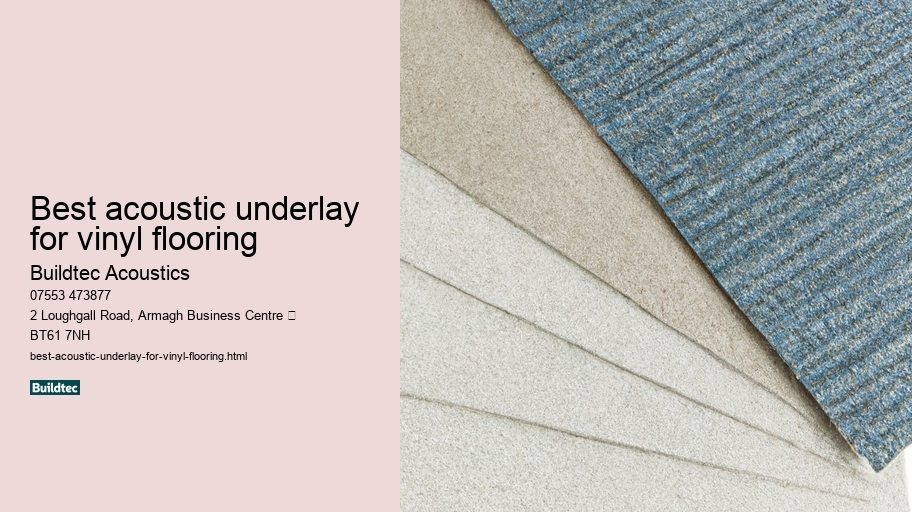 Best acoustic underlay
for vinyl flooring
Buildtec Acoustics
07553 473877
2 Loughgall Road, Armagh Business Centre
BT61 7NH
best-acoustic-underlay-for-vinyl-flooring.html
Buildtec